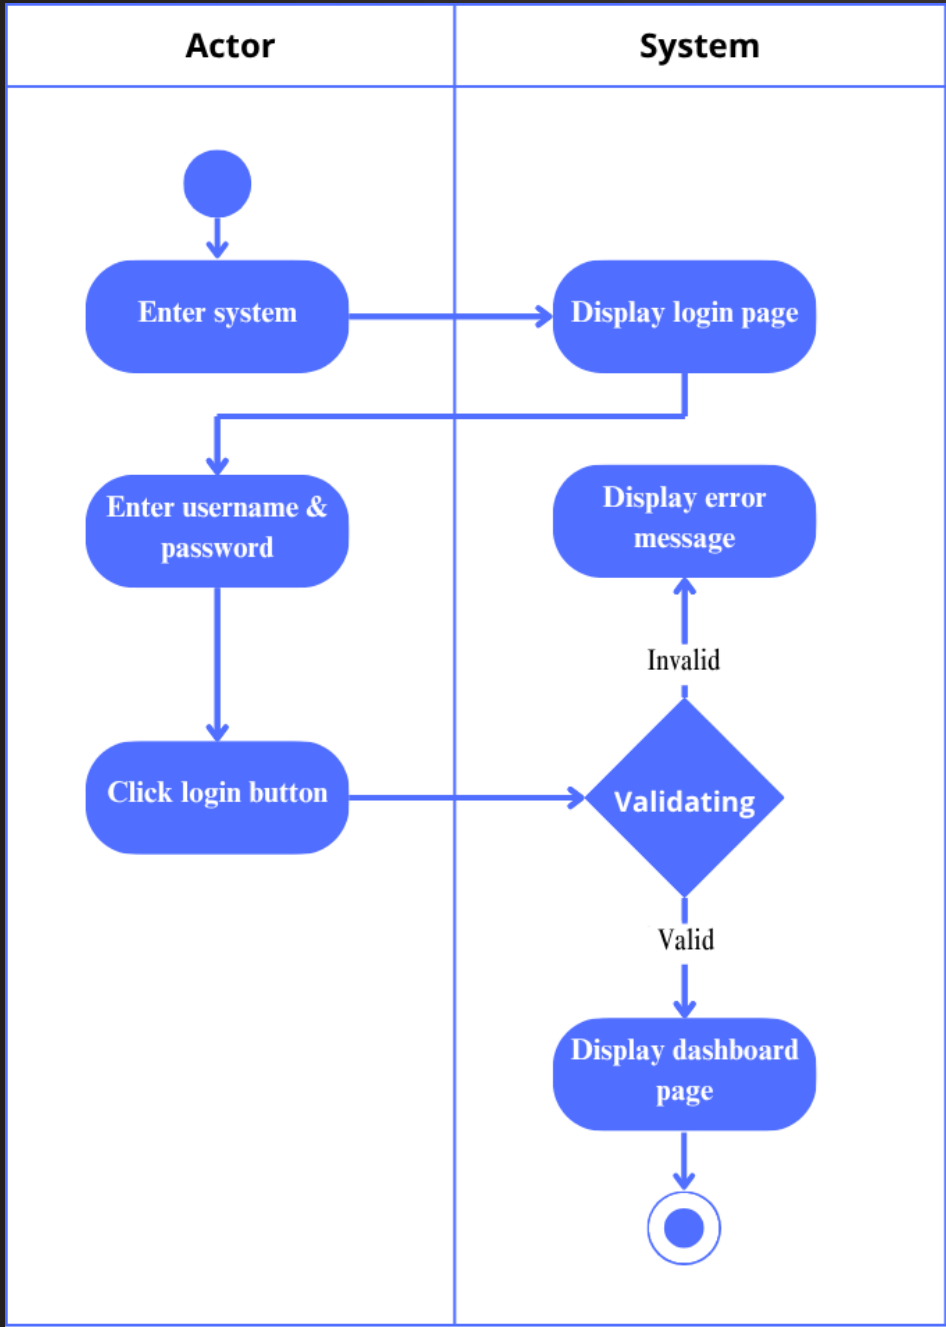 Actor
System
Enter system
Display login page
Enter username &
password
Display error
message
Invalid
Click login button
Validating
Valid
Display dashboard
page